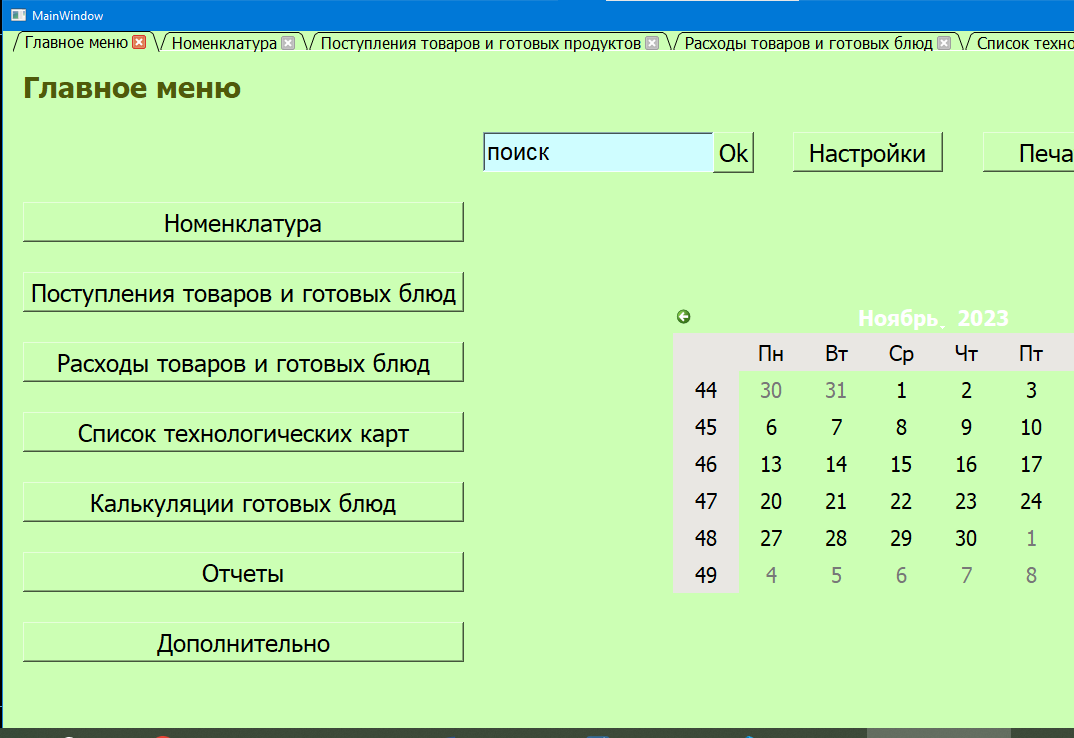 MainWindow
Главное меню Номенклатура Поступления товаров и готовых продуктов Расходы товаров и готовых блюд Список техно
Главное меню
поиск Ok Настройки Печа
Номенклатура
Поступления товаров и готовых блюд
Расходы товаров и готовых блюд
Список технологических карт
Калькуляции готовых блюд
Отчеты
Дополнительно
Ноябрь, 2023
Пн Вт Ср Чт Пт
44 30 31 1 2 3
45 6 7 8 9 10
46 13 14 15 16 17
47 20 21 22 23 24
48 27 28 29 30 1
49 4 5 6 7 8